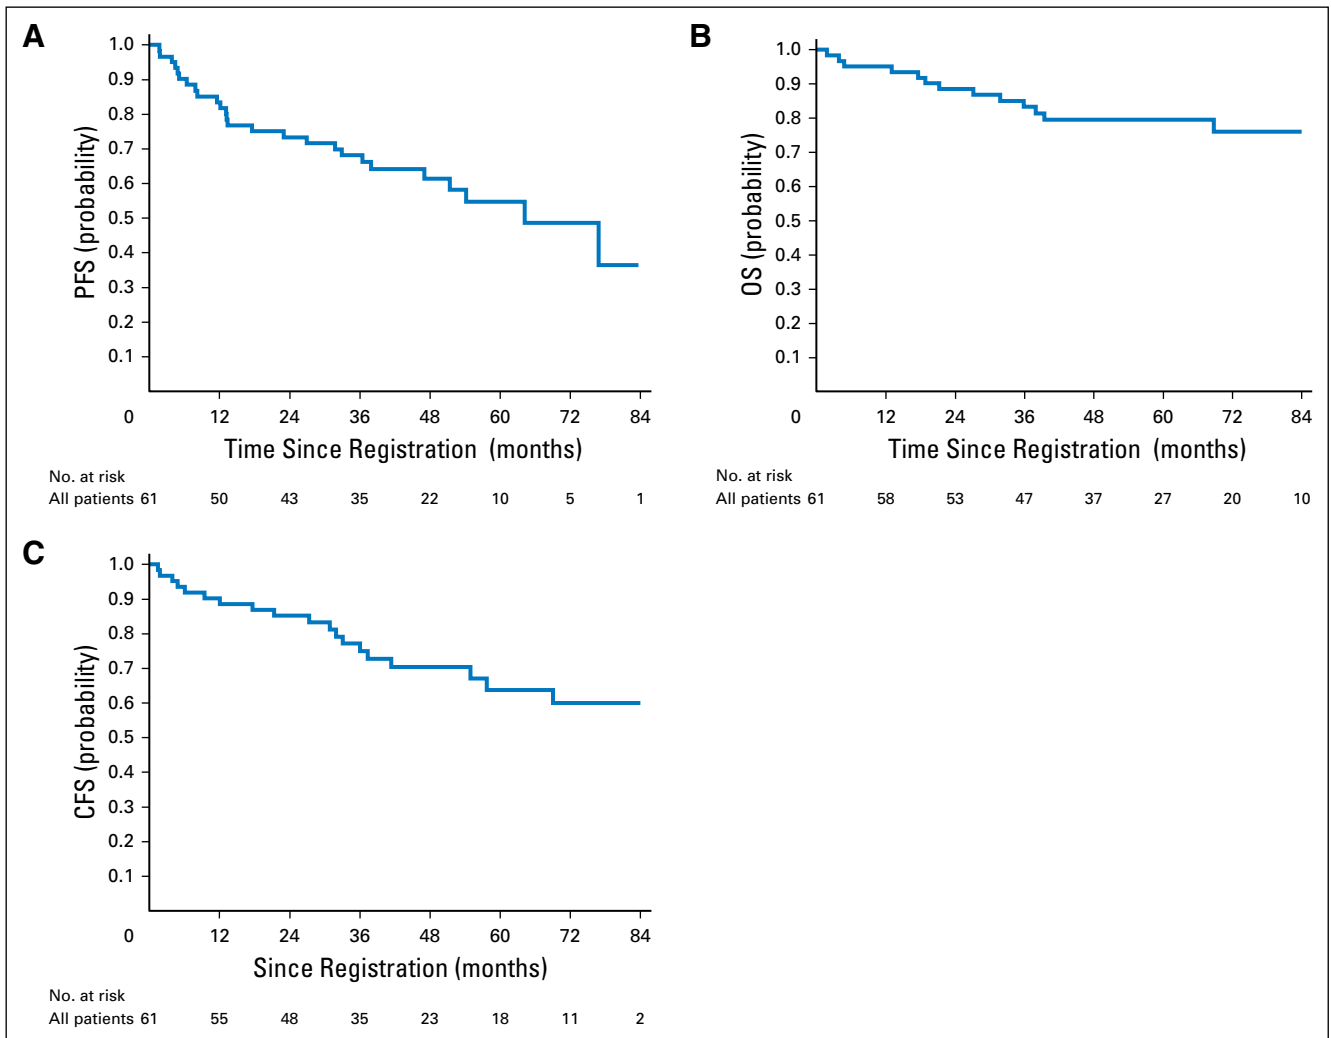 A
1.0
0.9
0.8
0.7
0.6
0.5
0.4
0.3
0.2
0.1
PFS (probability)
0 12 24 36 48 60 72 84
Time Since Registration (months)
No. at risk
All patients 61 50 43 35 22 10 5 1
B
1.0
0.9
0.8
0.7
0.6
0.5
0.4
0.3
0.2
0.1
OS (probability)
0 12 24 36 48 60 72 84
Time Since Registration (months)
No. at risk
All patients 61 58 53 47 37 27 20 10
C
1.0
0.9
0.8
0.7
0.6
0.5
0.4
0.3
0.2
0.1
CFS (probability)
0 12 24 36 48 60 72 84
Since Registration (months)
No. at risk
All patients 61 55 48 35 23 18 11 2